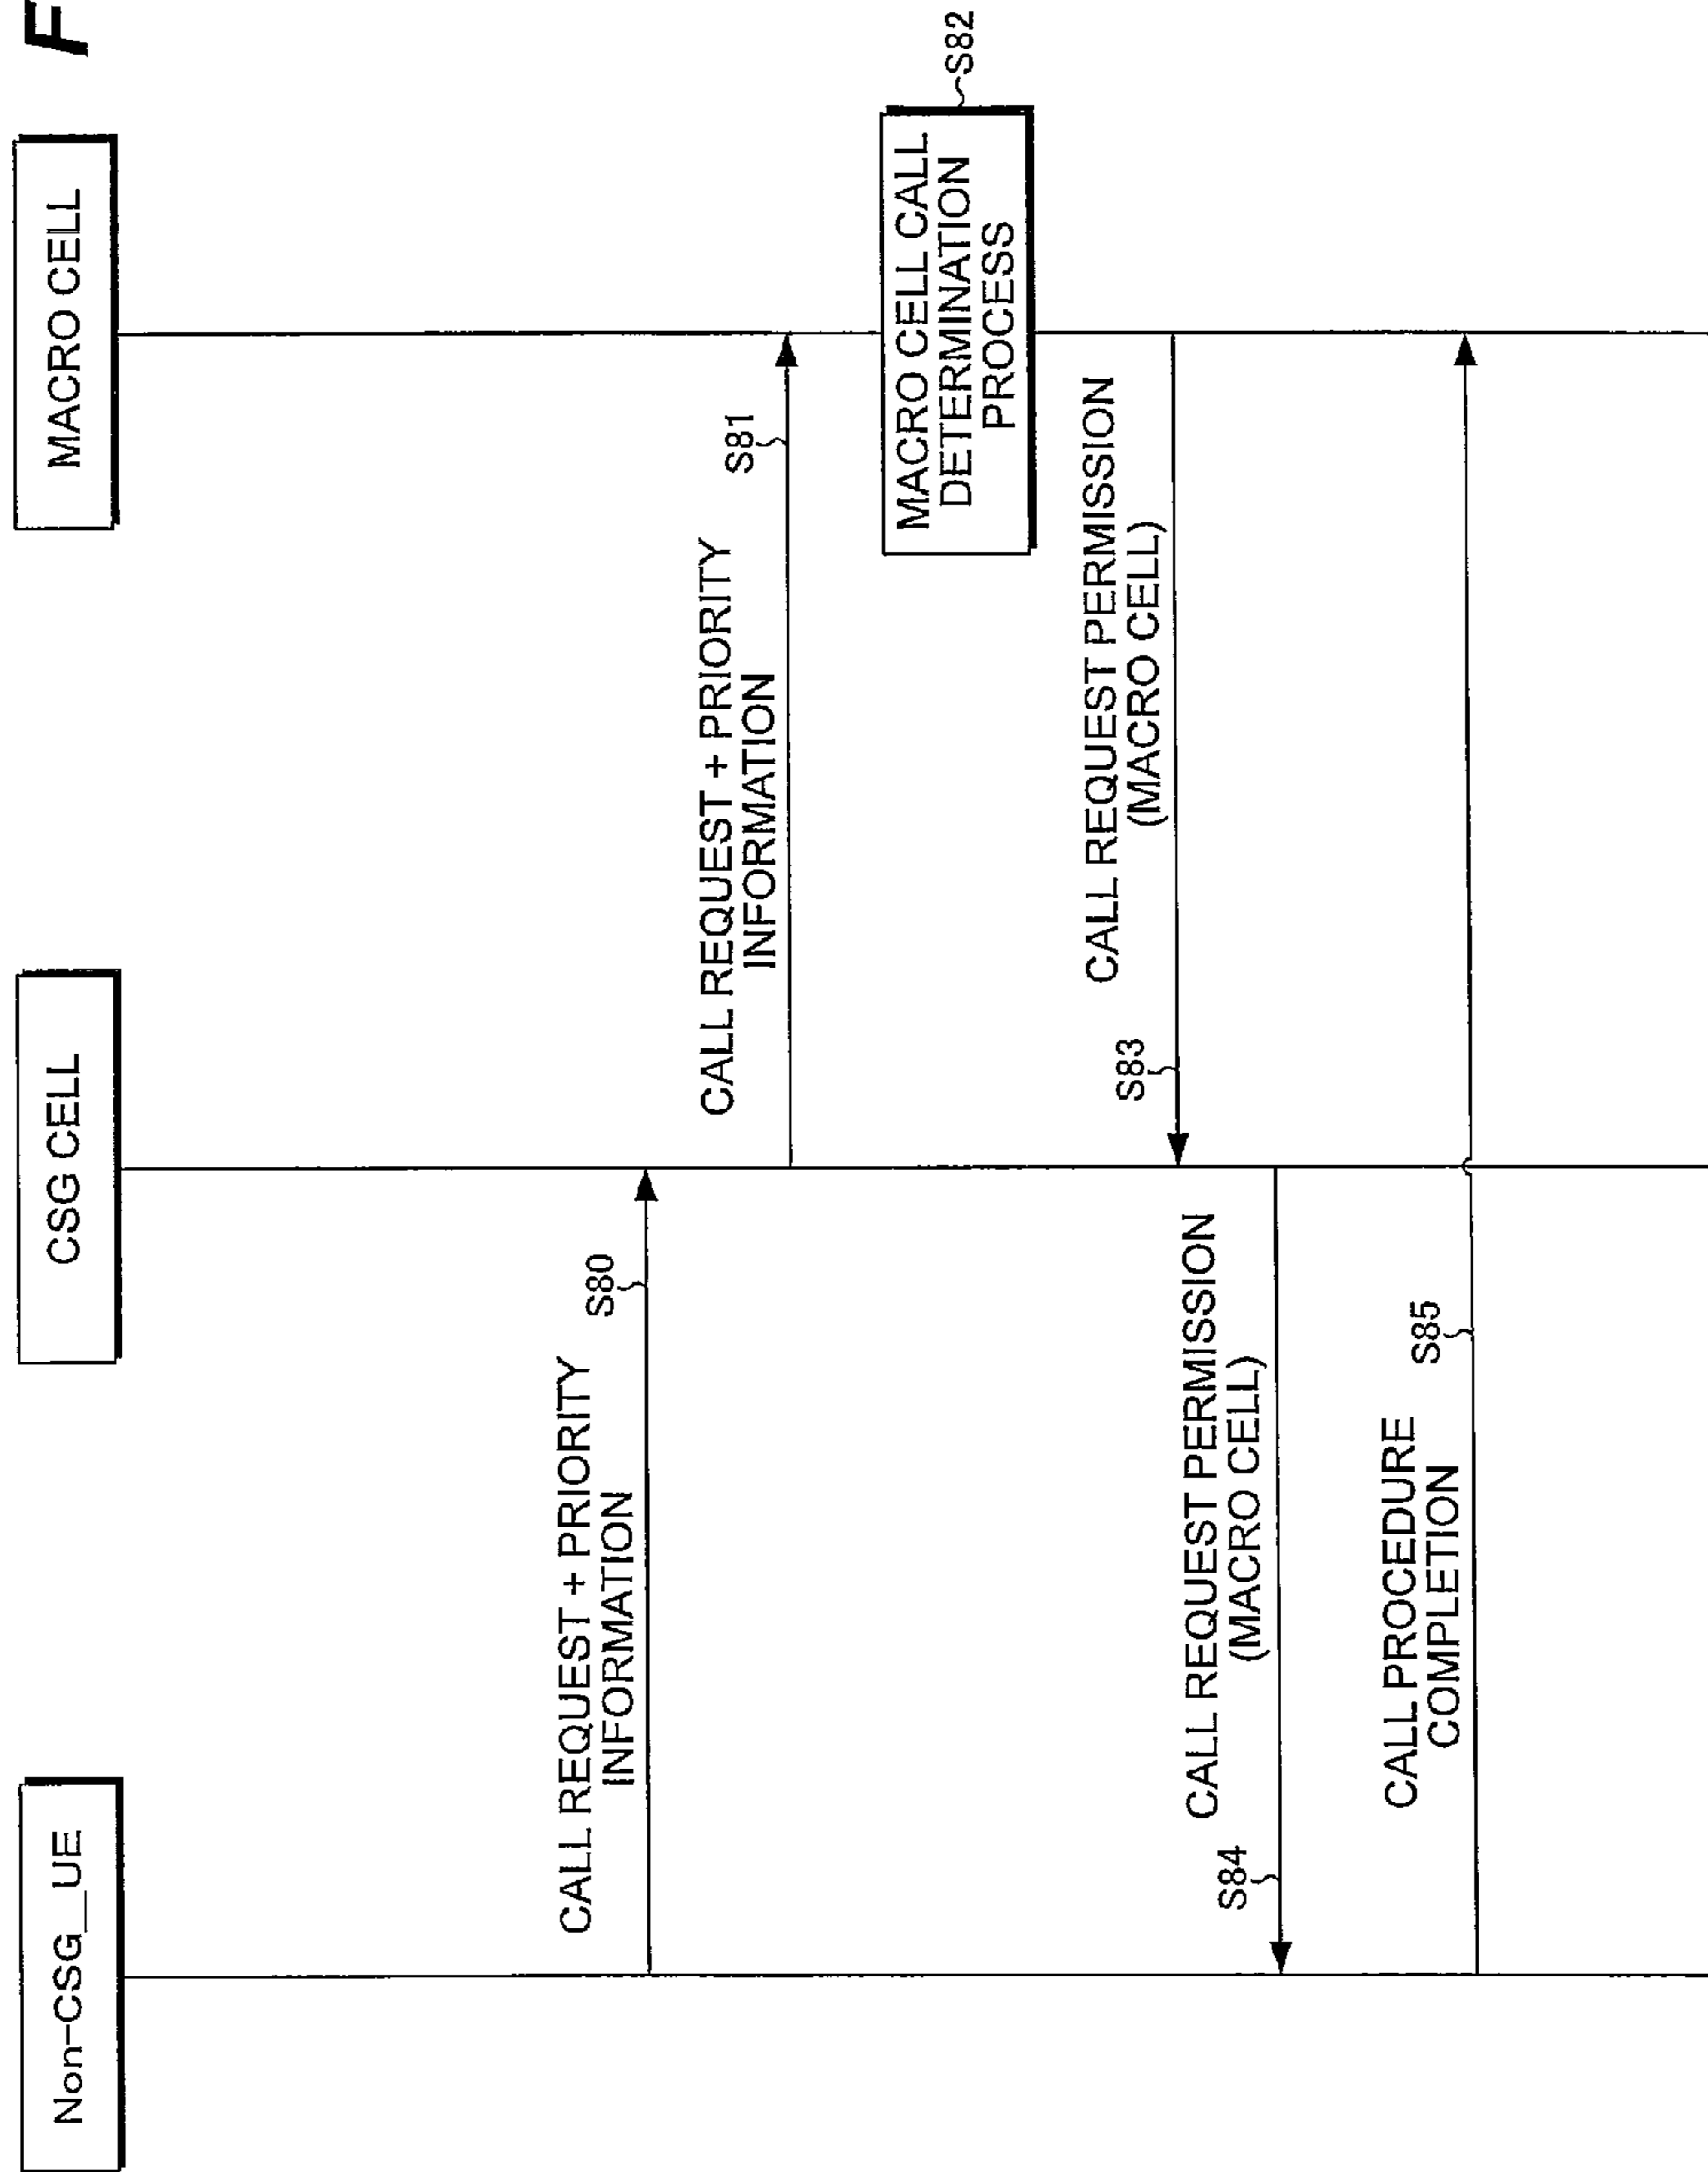 F
Non-CSG_UE
CSG CELL
MACRO CELL
CALL REQUEST + PRIORITY
INFORMATION
S80
CALL REQUEST + PRIORITY
INFORMATION
S81
MACRO CELL CALL
DETERMINATION
PROCESS
S82
CALL REQUEST PERMISSION
(MACRO CELL)
S83
CALL REQUEST PERMISSION
(MACRO CELL)
S84
CALL PROCEDURE
COMPLETION
S85